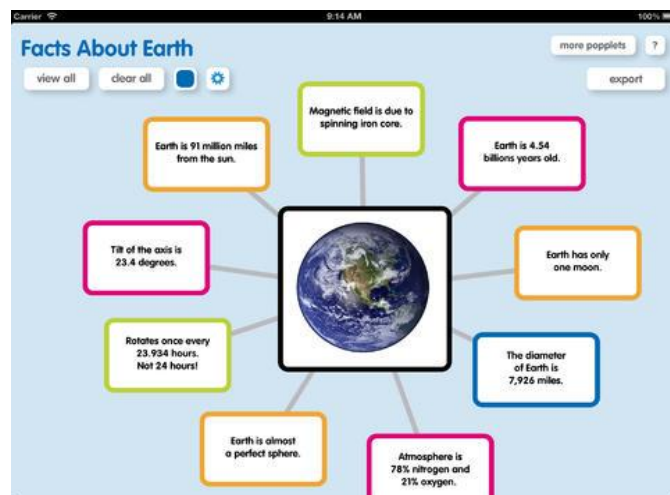 Carrier 9:14 AM 100%
Facts About Earth
more popplets ?
view all clear all
export
Magnetic field is due to
spinning iron core.
Earth is 91 million miles
from the sun.
Earth is 4.54
billions years old.
Tilt of the axis is
23.4 degrees.
Earth has only
one moon.
Rotates once every
23.934 hours.
Not 24 hours!
The diameter
of Earth is
7,926 miles.
Earth is almost
a perfect sphere.
Atmosphere is
78% nitrogen and
21% oxygen.